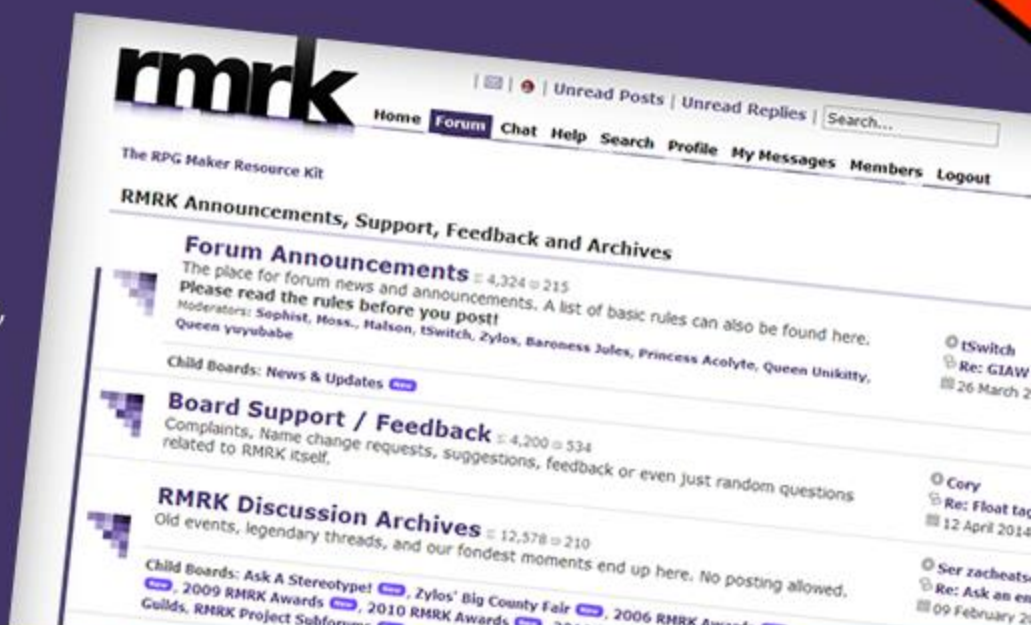 rmrk
| | | Unread Posts | Unread Replies | Search...
Home Forum Chat Help Search Profile My Messages Members Logout
The RPG Maker Resource Kit
RMRK Announcements, Support, Feedback and Archives
Forum Announcements 4,324 215
The place for forum news and announcements. A list of basic rules can also be found here.
Please read the rules before you post!
Moderators: Sophist, Moss., Malson, tSwitch, Zylos, Baroness Jules, Princess Acolyte, Queen Unikitty,
Queen yuyubabe
tSwitch
Re: GIAW
26 March 2
Child Boards: News & Updates New
Board Support / Feedback 4,200 534
Complaints, Name change requests, suggestions, feedback or even just random questions
related to RMRK itself.
Cory
Re: Float tag
12 April 2014
RMRK Discussion Archives 12,578 210
Old events, legendary threads, and our fondest moments end up here. No posting allowed.
Ser zacheats
Re: Ask an en
09 February 2
Child Boards: Ask A Stereotype! New, Zylos' Big County Fair New, 2006 RMRK Awards
New, 2009 RMRK Awards New, 2010 RMRK Awards
Guilds, RMRK Project Subforums